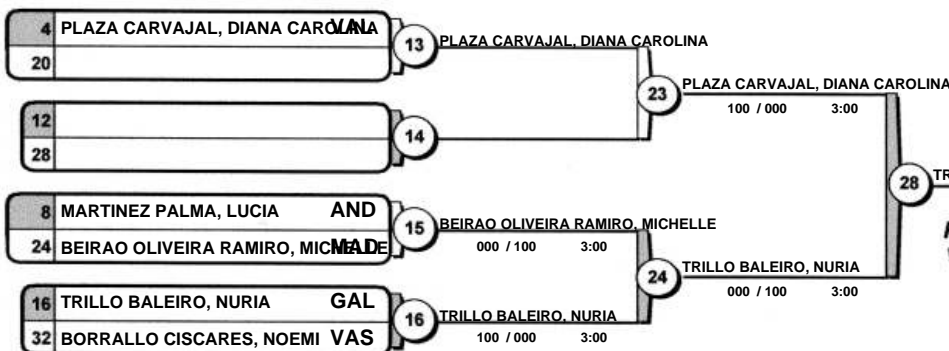 4 PLAZA CARVAJAL, DIANA CAROLINA VAL
20
13
PLAZA CARVAJAL, DIANA CAROLINA
12
28
14
23
PLAZA CARVAJAL, DIANA CAROLINA
100 / 000 3:00
8 MARTINEZ PALMA, LUCIA AND
24 BEIRAO OLIVEIRA RAMIRO, MICHELLE MAD
15
BEIRAO OLIVEIRA RAMIRO, MICHELLE
000 / 100 3:00
16 TRILLO BALEIRO, NURIA GAL
32 BORRALLO CISCARES, NOEMI VAS
16
TRILLO BALEIRO, NURIA
100 / 000 3:00
24
TRILLO BALEIRO, NURIA
000 / 100 3:00
28
TR